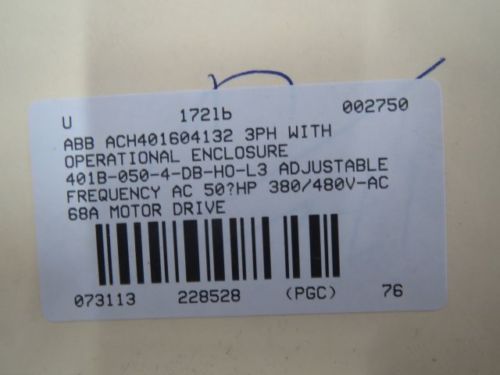 U 172lb 002750
ABB ACH401604132 3PH WITH
OPERATIONAL ENCLOSURE
401B-050-4-DB-HO-L3 ADJUSTABLE
FREQUENCY AC 50?HP 380/480V-AC
68A MOTOR DRIVE
073113 228528 (PGC) 76